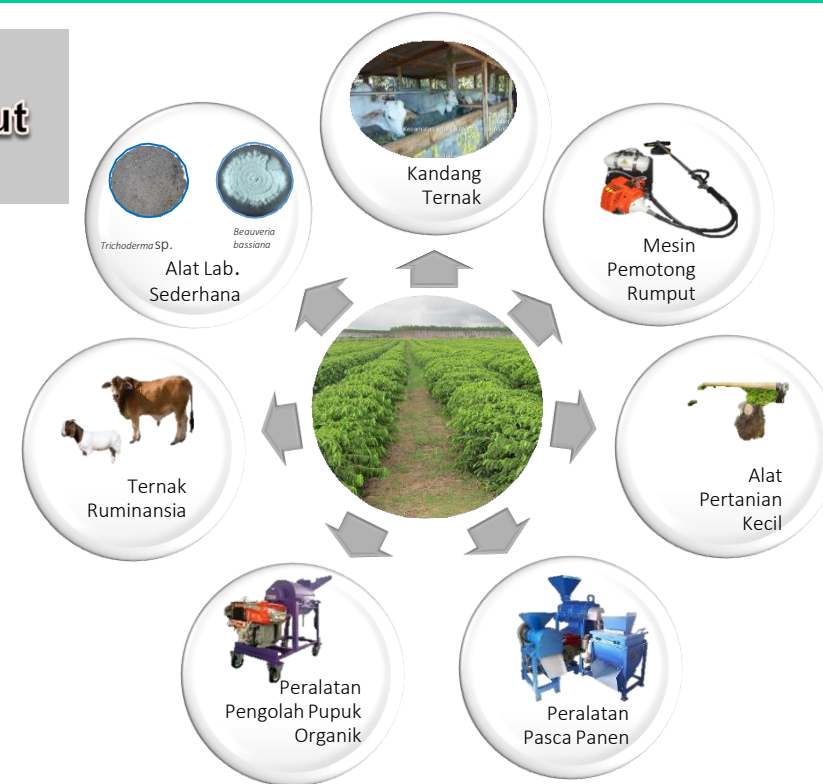 ut
Kandang
Ternak
Mesin
Pemotong
Rumput
Alat
Pertanian
Kecil
Peralatan
Pasca Panen
Peralatan
Pengolah Pupuk
Organik
Ternak
Ruminansia
Trichoderma sp.
Beauveria
bassiana
Alat Lab.
Sederhana